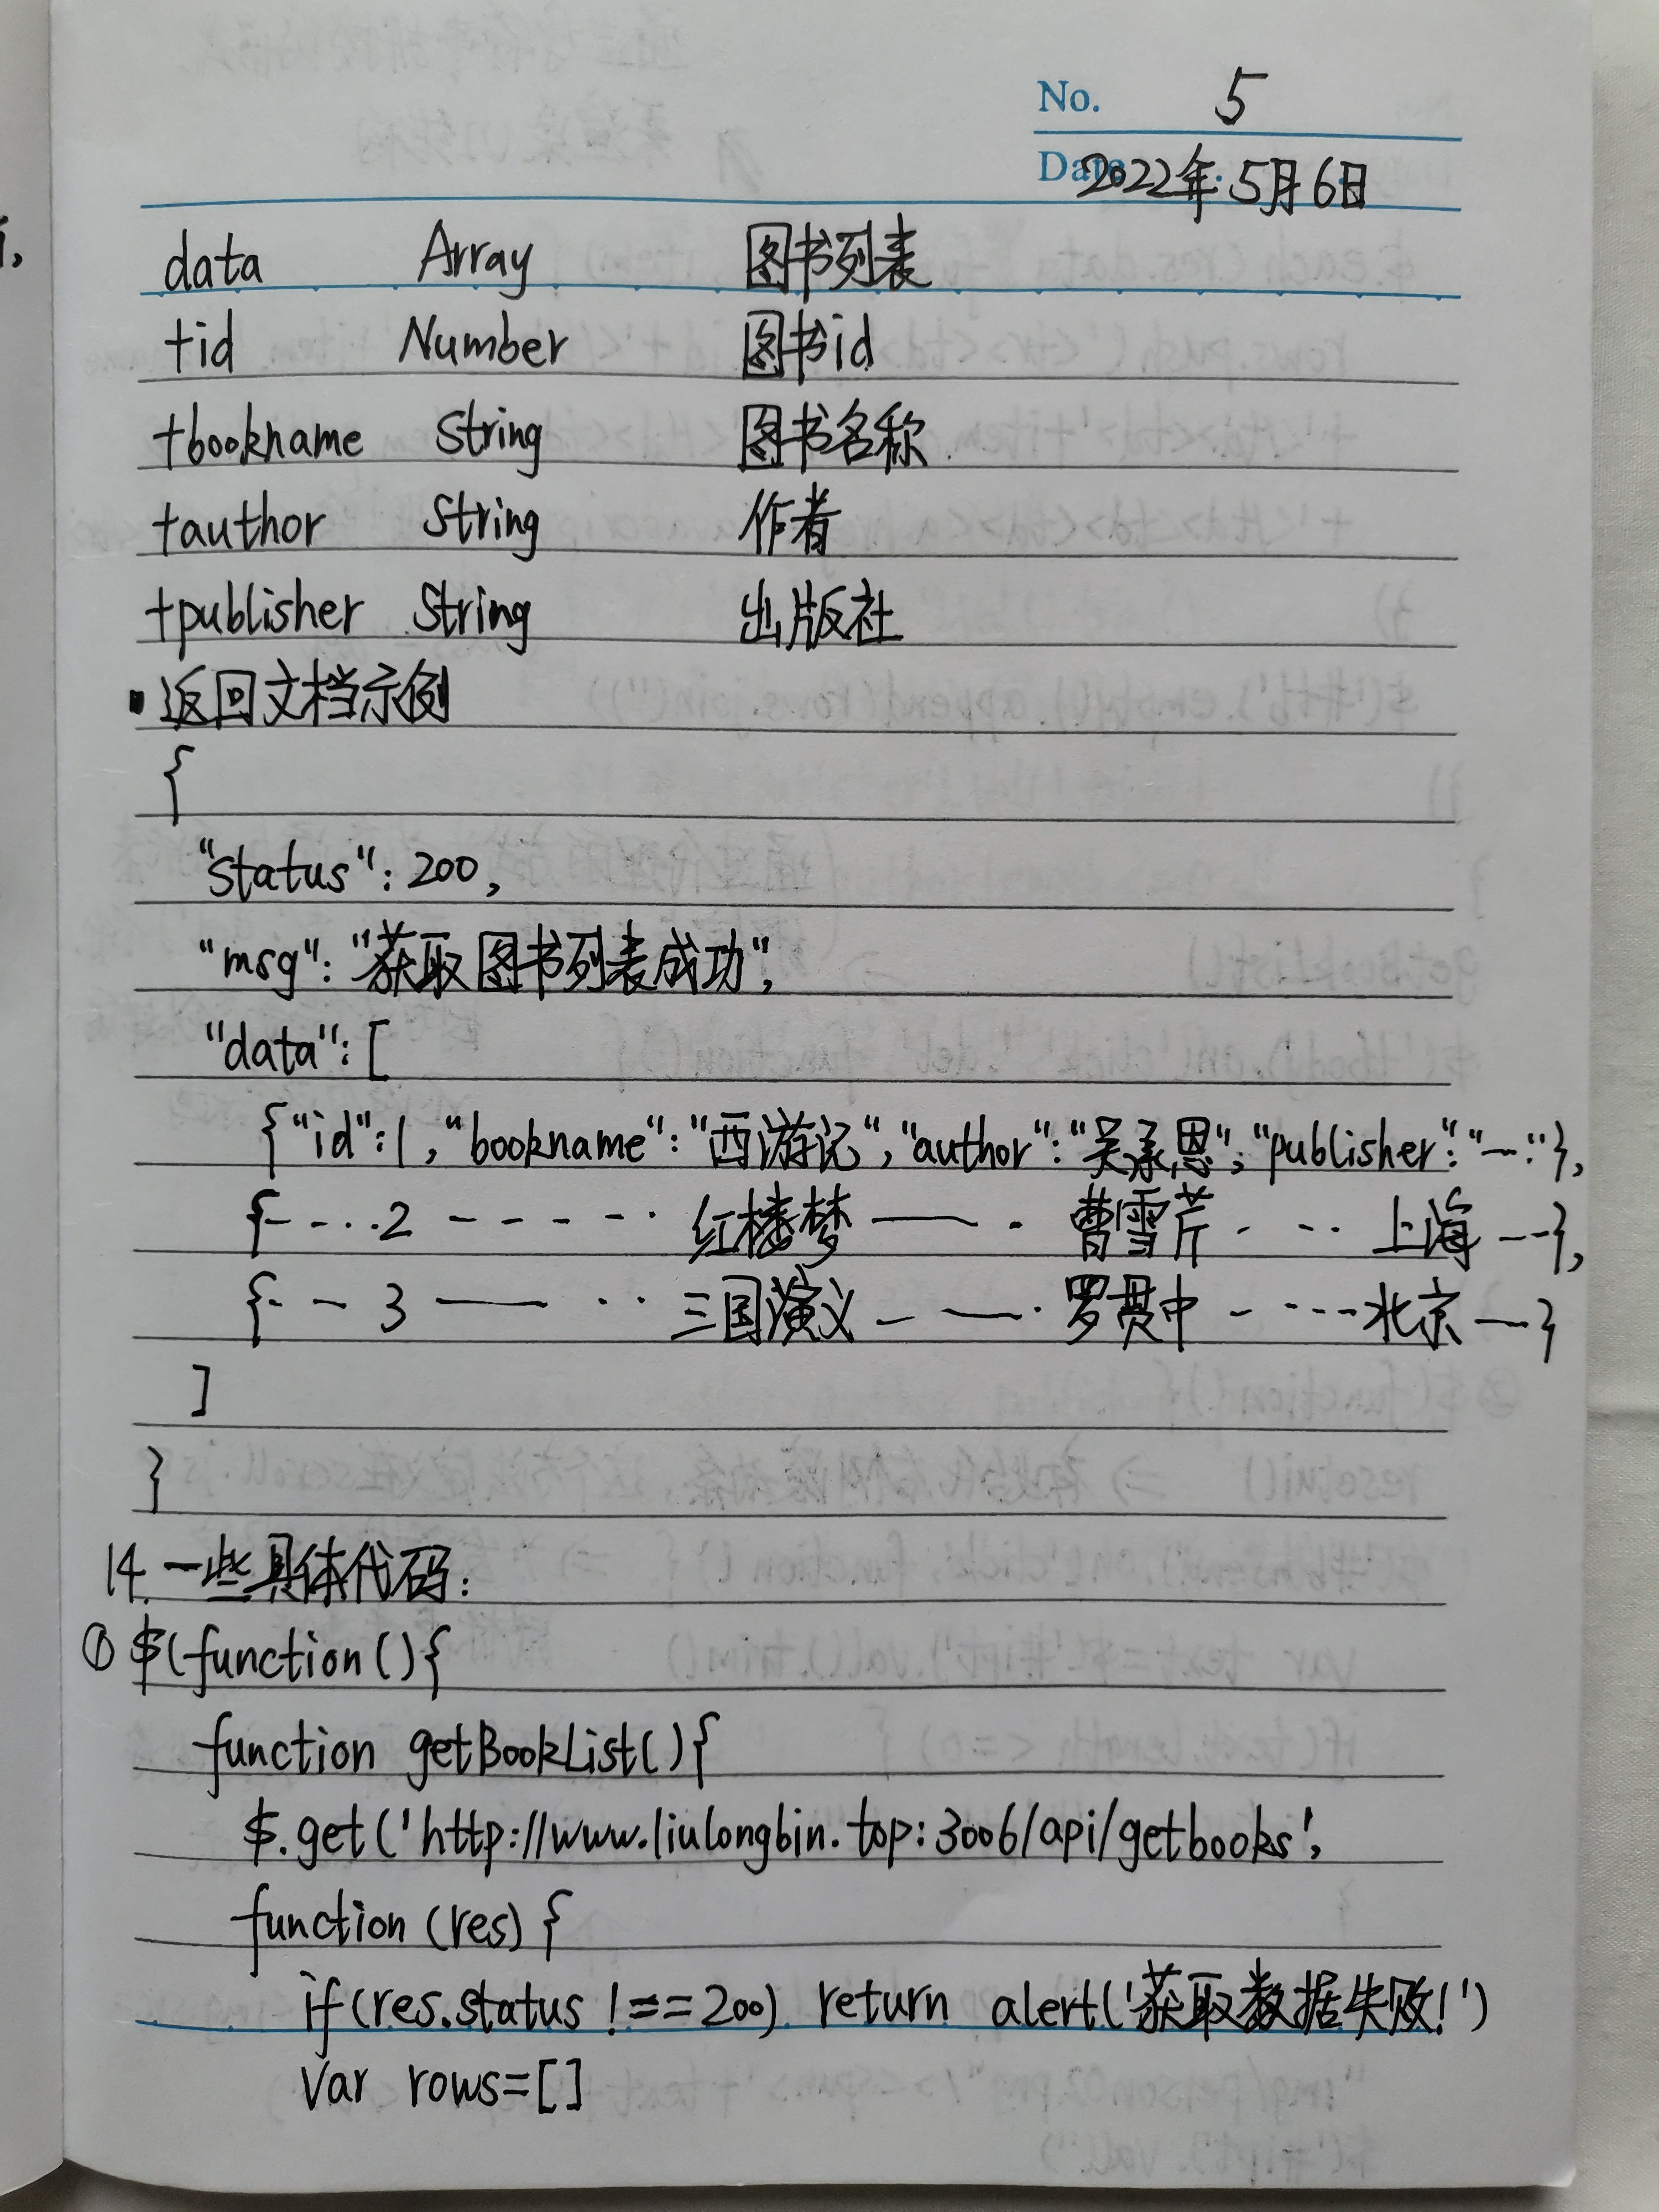 No. 5
Date 2022年5月6日
data Array 图书列表
+id Number 图书id
+bookname String 图书名称
+author String 作者
+publisher String 出版社
▪返回文档示例
{
"status": 200,
"msg": "获取图书列表成功",
"data": [
{"id":1,"bookname":"西游记","author":"吴承恩","publisher":"—"},
{- - ··2 - - - - - · 红楼梦 —— · 曹雪芹 · - · 上海 --},
{- — 3 —— ·· 三国演义 — —· 罗贯中 - ---北京 —}
]
}
14. 一些具体代码:
① $(function(){
function getBookList(){
$.get('http://www.liulongbin.top:3006/api/getbooks',
function (res) {
if(res.status !==200) return alert('获取数据失败!')
var rows=[]